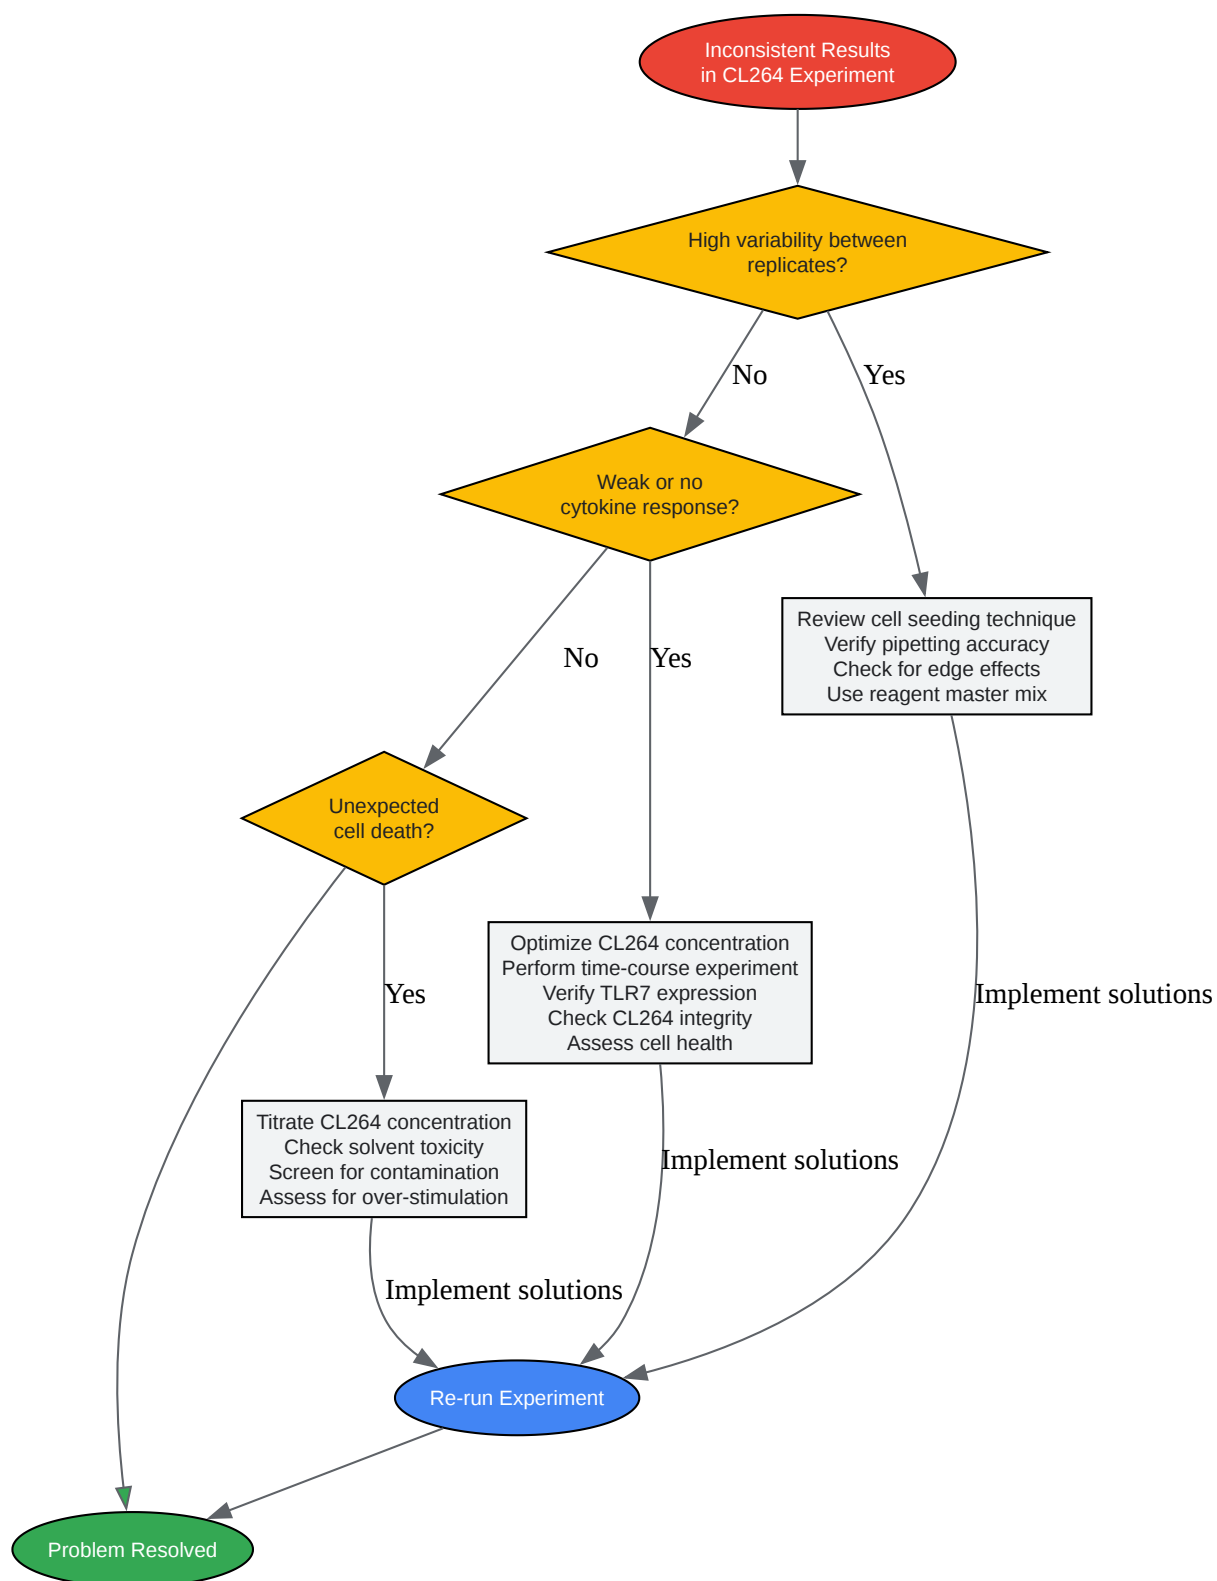 Inconsistent Results
in CL264 Experiment
High variability between
replicates?
No
Yes
Weak or no
cytokine response?
Review cell seeding technique
Verify pipetting accuracy
Check for edge effects
Use reagent master mix
No
Yes
Unexpected
cell death?
Optimize CL264 concentration
Perform time-course experiment
Verify TLR7 expression
Check CL264 integrity
Assess cell health
Yes
Implement solutions
Titrate CL264 concentration
Check solvent toxicity
Screen for contamination
Assess for over-stimulation
Implement solutions
Implement solutions
Re-run Experiment
Problem Resolved